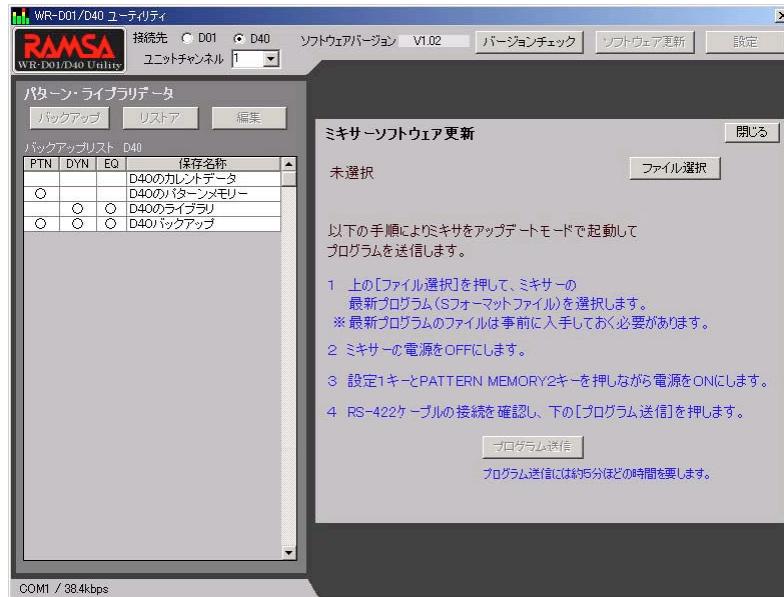 WR-D01/D40 ユーティリティ
RAMSA
WR-D01/D40 Utility
接続先 D01 D40
ユニットチャンネル 1
ソフトウェアバージョン V1.02
バージョンチェック
ソフトウェア更新
設定
パターン・ライブラリデータ
バックアップ
リストア
編集
バックアップリスト D40
PTN DYN EQ 保存名称
D40のカレントデータ
○ D40のパターンメモリー
○ ○ D40のライブラリ
○ ○ ○ D40バックアップ
COM1 / 38.4kbps
ミキサーソフトウェア更新
閉じる
未選択
ファイル選択
以下の手順によりミキサをアップデートモードで起動して
プログラムを送信します。
1 上の[ファイル選択]を押して、ミキサーの
最新プログラム(Sフォーマットファイル)を選択します。
※最新プログラムのファイルは事前に入手しておく必要があります。
2 ミキサーの電源をOFFにします。
3 設定1キーとPATTERN MEMORY2キーを押しながら電源をONにします。
4 RS-422ケーブルの接続を確認し、下の[プログラム送信]を押します。
プログラム送信
プログラム送信には約5分ほどの時間を要します。